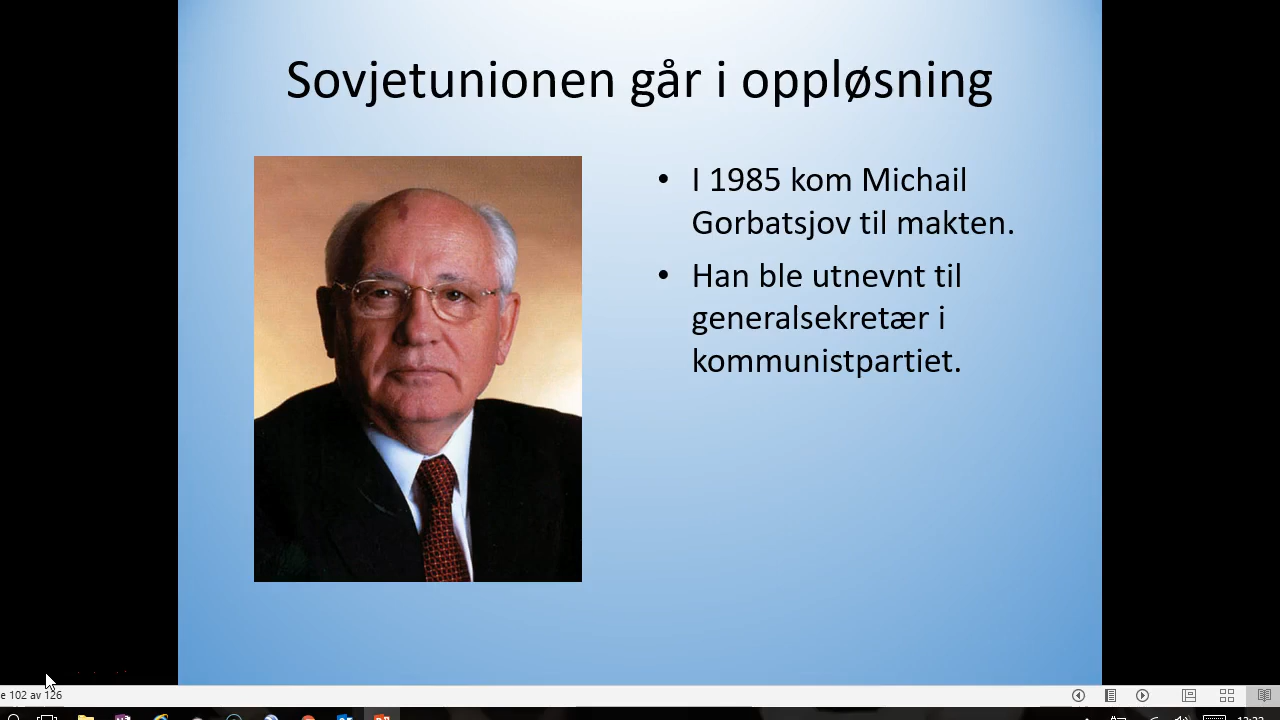 Sovjetunionen går i oppløsning
• I 1985 kom Michail
Gorbatsjov til makten.
• Han ble utnevnt til
generalsekretær i
kommunistpartiet.
e 102 av 126